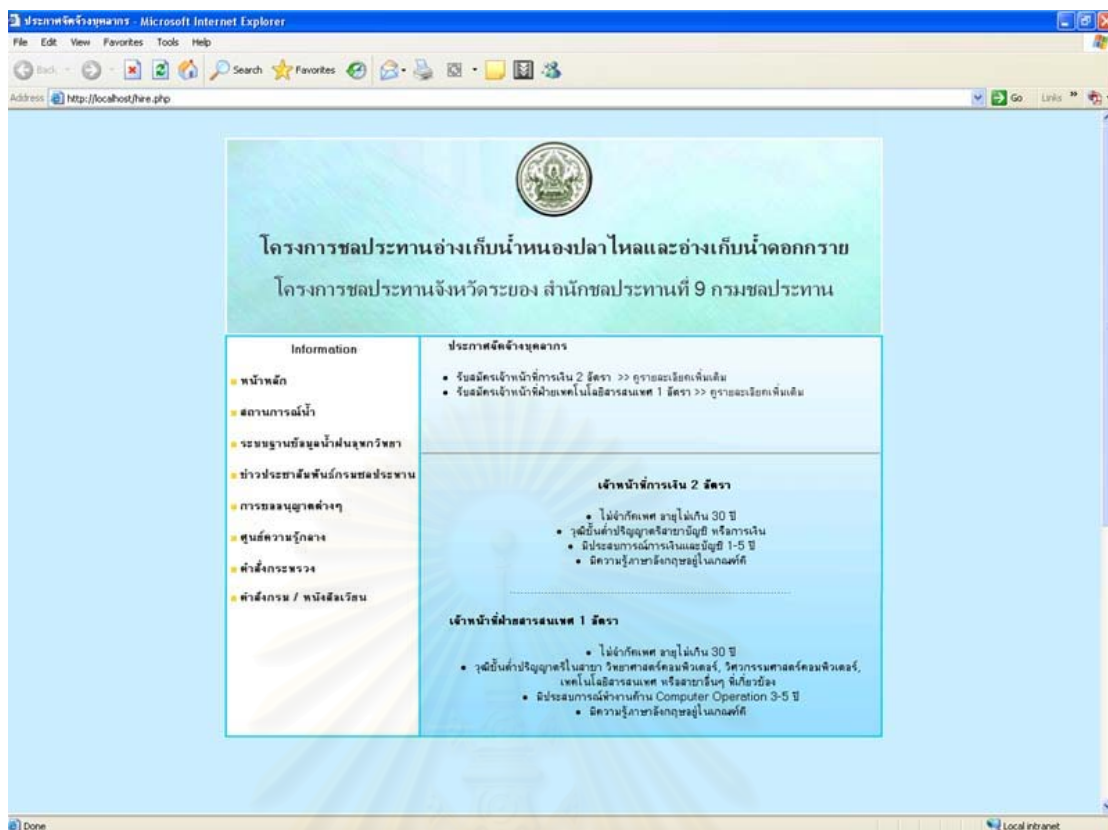 ประกาศจัดจ้างบุคลากร - Microsoft Internet Explorer
File Edit View Favorites Tools Help
Back Search Favorites
Address http://localhost/hire.php Go Links »
โครงการชลประทานอ่างเก็บน้ำหนองปลาไหลและอ่างเก็บน้ำดอกกราย
โครงการชลประทานจังหวัดระยอง สำนักชลประทานที่ 9 กรมชลประทาน
Information
หน้าหลัก
สถานการณ์น้ำ
ระบบฐานข้อมูลน้ำฝนอุทกวิทยา
ข่าวประชาสัมพันธ์กรมชลประทาน
การขออนุญาตต่างๆ
ศูนย์ความรู้กลาง
คำสั่งกระทรวง
คำสั่งกรม / หนังสือเวียน
ประกาศจัดจ้างบุคลากร
• รับสมัครเจ้าหน้าที่การเงิน 2 อัตรา >> ดูรายละเอียดเพิ่มเติม
• รับสมัครเจ้าหน้าที่ฝ่ายเทคโนโลยีสารสนเทศ 1 อัตรา >> ดูรายละเอียดเพิ่มเติม
เจ้าหน้าที่การเงิน 2 อัตรา
• ไม่จำกัดเพศ อายุไม่เกิน 30 ปี
• วุฒิขั้นต่ำปริญญาตรีสาขาบัญชี หรือการเงิน
• มีประสบการณ์การเงินและบัญชี 1-5 ปี
• มีความรู้ภาษาอังกฤษอยู่ในเกณฑ์ดี
เจ้าหน้าที่ฝ่ายสารสนเทศ 1 อัตรา
• ไม่จำกัดเพศ อายุไม่เกิน 30 ปี
• วุฒิขั้นต่ำปริญญาตรีในสาขา วิทยาศาสตร์คอมพิวเตอร์, วิศวกรรมศาสตร์คอมพิวเตอร์,
เทคโนโลยีสารสนเทศ หรือสาขาอื่นๆ ที่เกี่ยวข้อง
• มีประสบการณ์ทำงานด้าน Computer Operation 3-5 ปี
• มีความรู้ภาษาอังกฤษอยู่ในเกณฑ์ดี
Done Local intranet